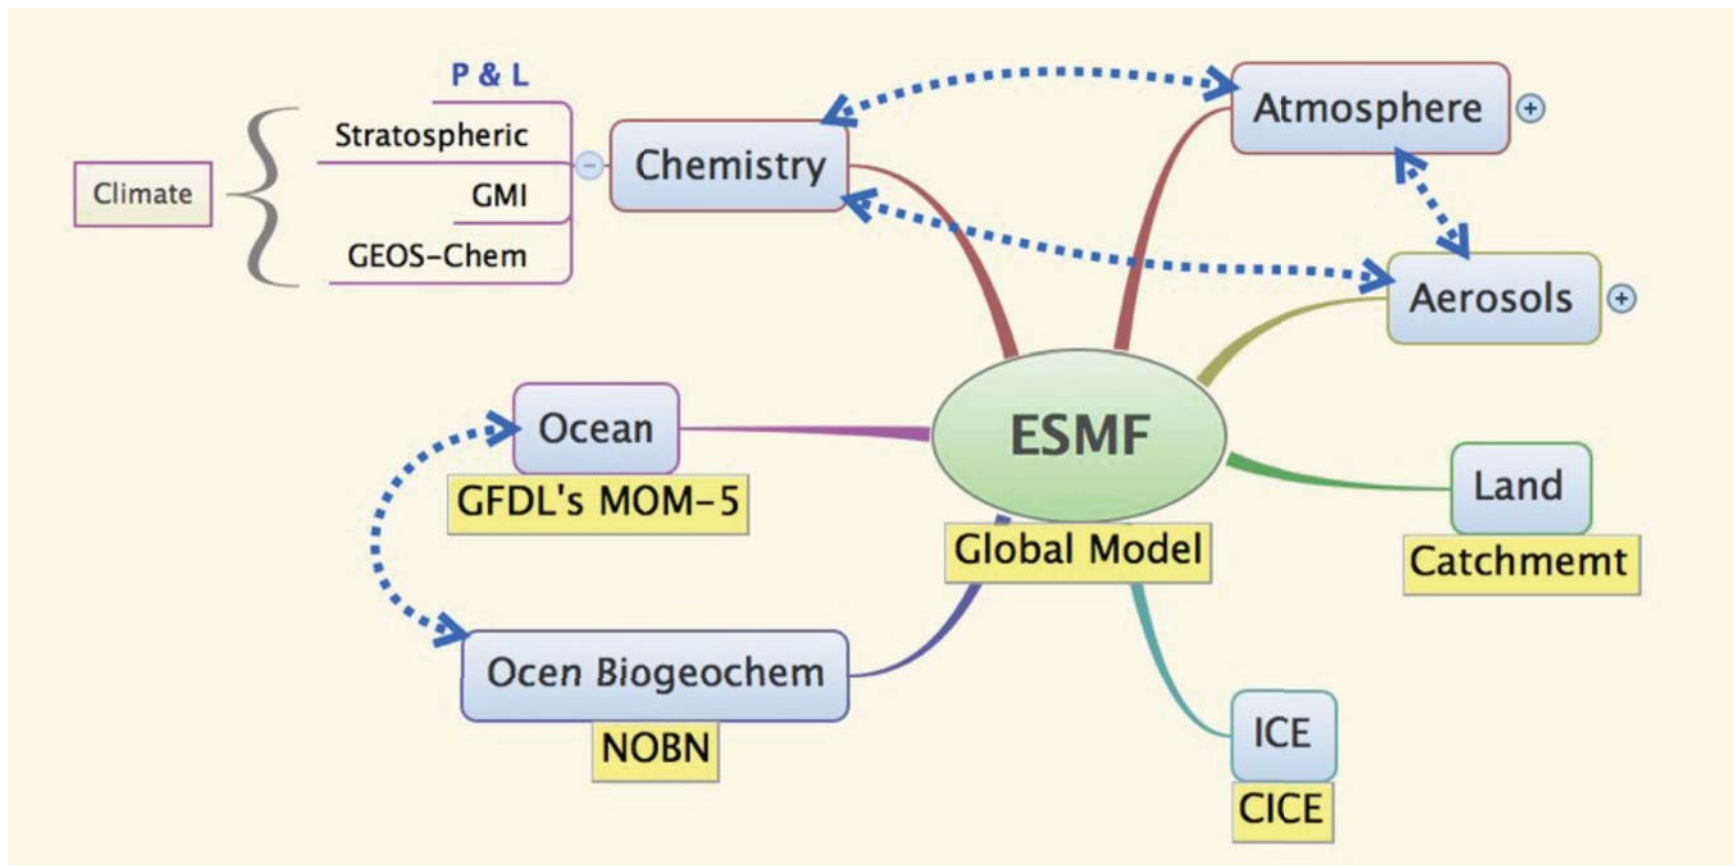 P & L
Stratospheric
GMI
GEOS-Chem
Climate
Chemistry
Atmosphere
Aerosols
ESMF
Global Model
Ocean
GFDL's MOM-5
Land
Catchmemt
Ocen Biogeochem
NOBN
ICE
CICE